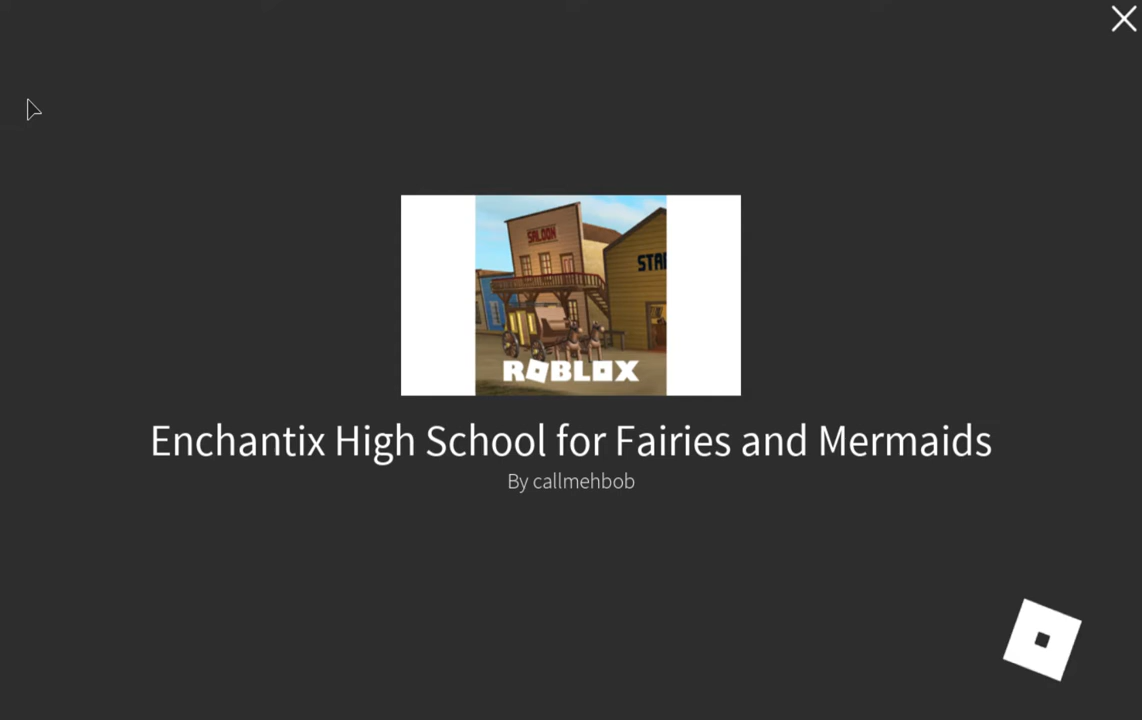 SALOON
ROBLOX
Enchantix High School for Fairies and Mermaids
By callmehbob